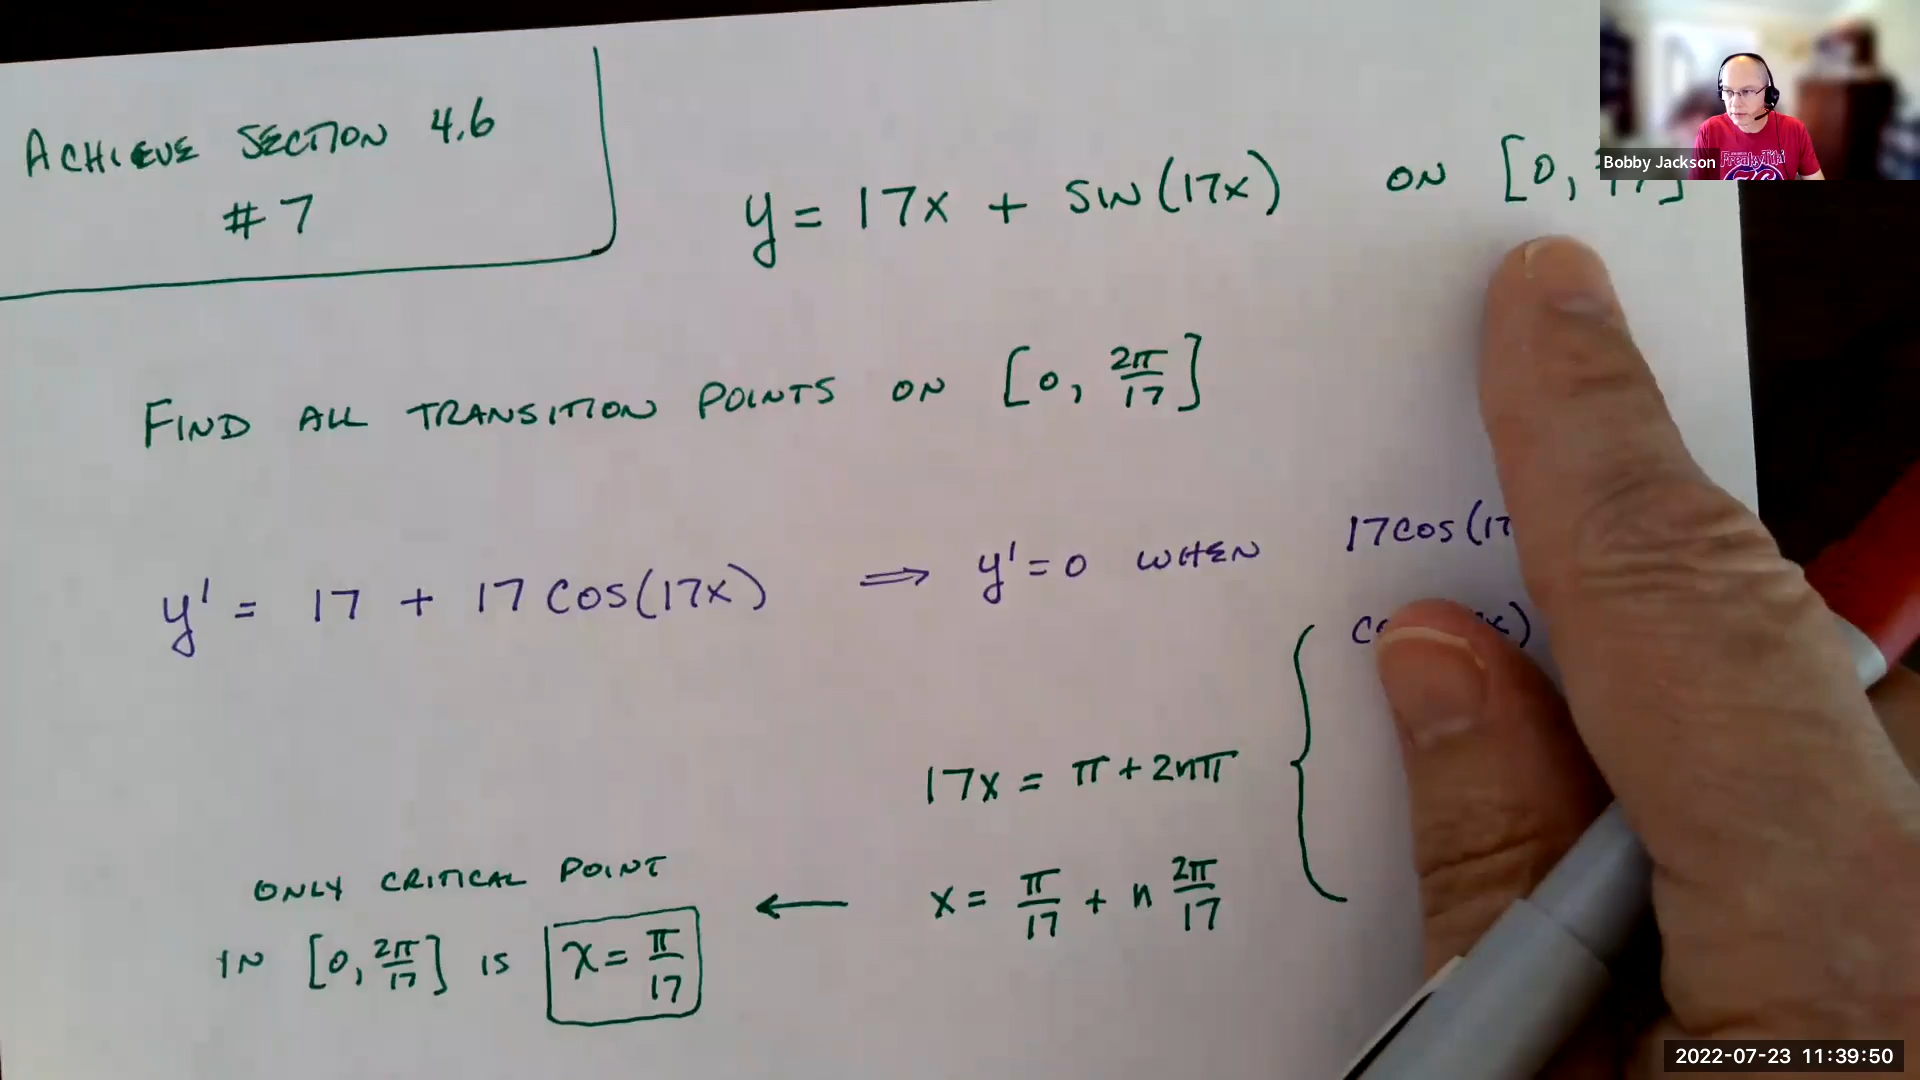 ACHIEVE SECTION 4.6
# 7
y = 17x + sin(17x) ON [0,
Bobby Jackson
FIND ALL TRANSITION POINTS ON [0, 2π/17]
y' = 17 + 17 cos(17x) ⟹ y' = 0 WHEN 17cos(17
17x = π + 2nπ
x = π/17 + n 2π/17
ONLY CRITICAL POINT
IN [0, 2π/17] IS x = π/17
2022-07-23 11:39:50